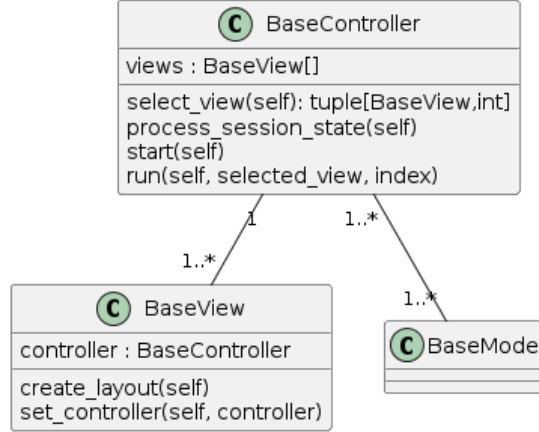 C BaseController
views : BaseView[]
select_view(self): tuple[BaseView,int]
process_session_state(self)
start(self)
run(self, selected_view, index)
1
1..*
1..*
1..*
C BaseView
controller : BaseController
create_layout(self)
set_controller(self, controller)
C BaseMode